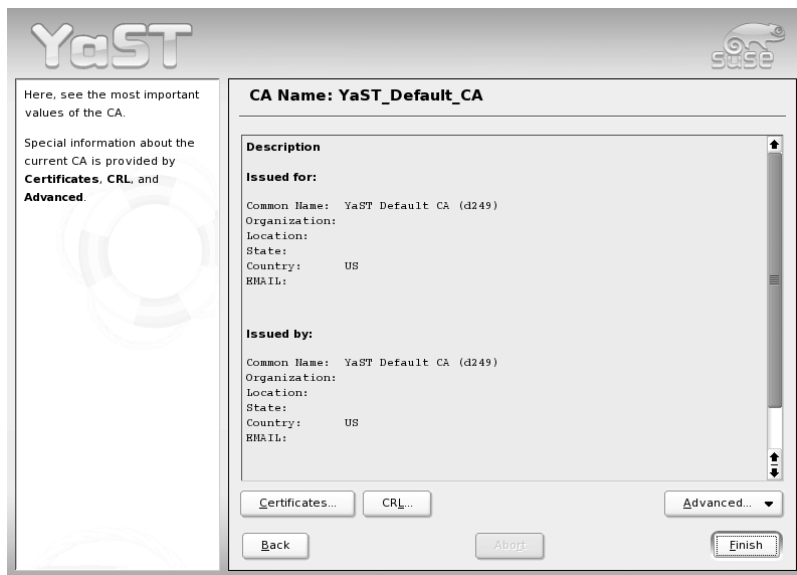 YaST
SUSE
Here, see the most important
values of the CA.
Special information about the
current CA is provided by
Certificates, CRL, and
Advanced.
CA Name: YaST_Default_CA
Description
Issued for:
Common Name: YaST Default CA (d249)
Organization:
Location:
State:
Country: US
EMAIL:
Issued by:
Common Name: YaST Default CA (d249)
Organization:
Location:
State:
Country: US
EMAIL:
Certificates... CRL... Advanced...
Back Abort Finish